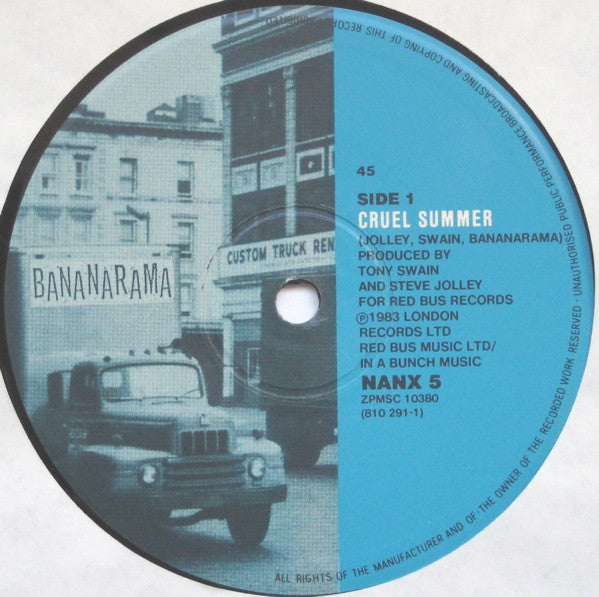 BANANARAMA
CUSTOM TRUCK REN
45
SIDE 1
CRUEL SUMMER
(JOLLEY, SWAIN, BANANARAMA)
PRODUCED BY
TONY SWAIN
AND STEVE JOLLEY
FOR RED BUS RECORDS
℗1983 LONDON
RECORDS LTD
RED BUS MUSIC LTD/
IN A BUNCH MUSIC
NANX 5
ZPMSC 10380
(810 291-1)
ALL RIGHTS OF THE MANUFACTURER AND OF THE OWNER OF THE RECORDED WORK RESERVED · UNAUTHORISED PUBLIC PERFORMANCE BROADCASTING AND COPYING OF THIS RECORD PROHIBITED